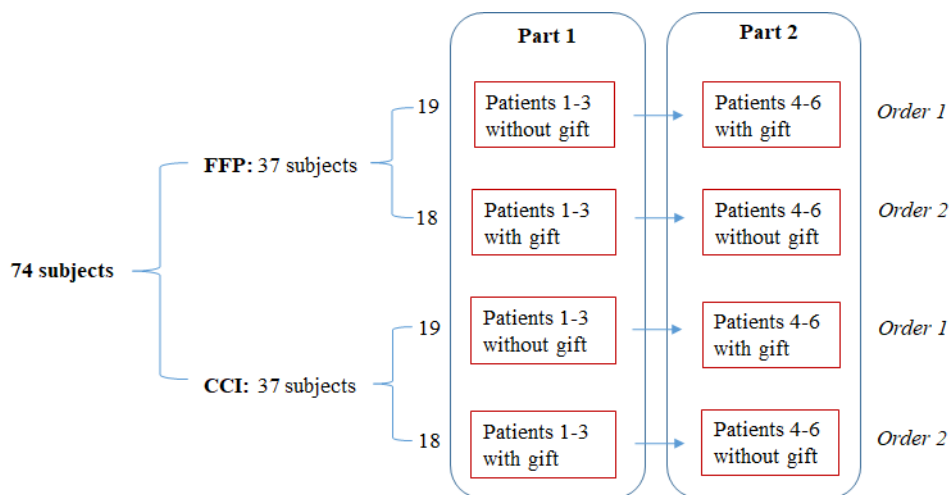 Part 1
Part 2
19
Patients 1-3
without gift
Patients 4-6
with gift
Order 1
FFP: 37 subjects
18
Patients 1-3
with gift
Patients 4-6
without gift
Order 2
74 subjects
19
Patients 1-3
without gift
Patients 4-6
with gift
Order 1
CCI: 37 subjects
18
Patients 1-3
with gift
Patients 4-6
without gift
Order 2